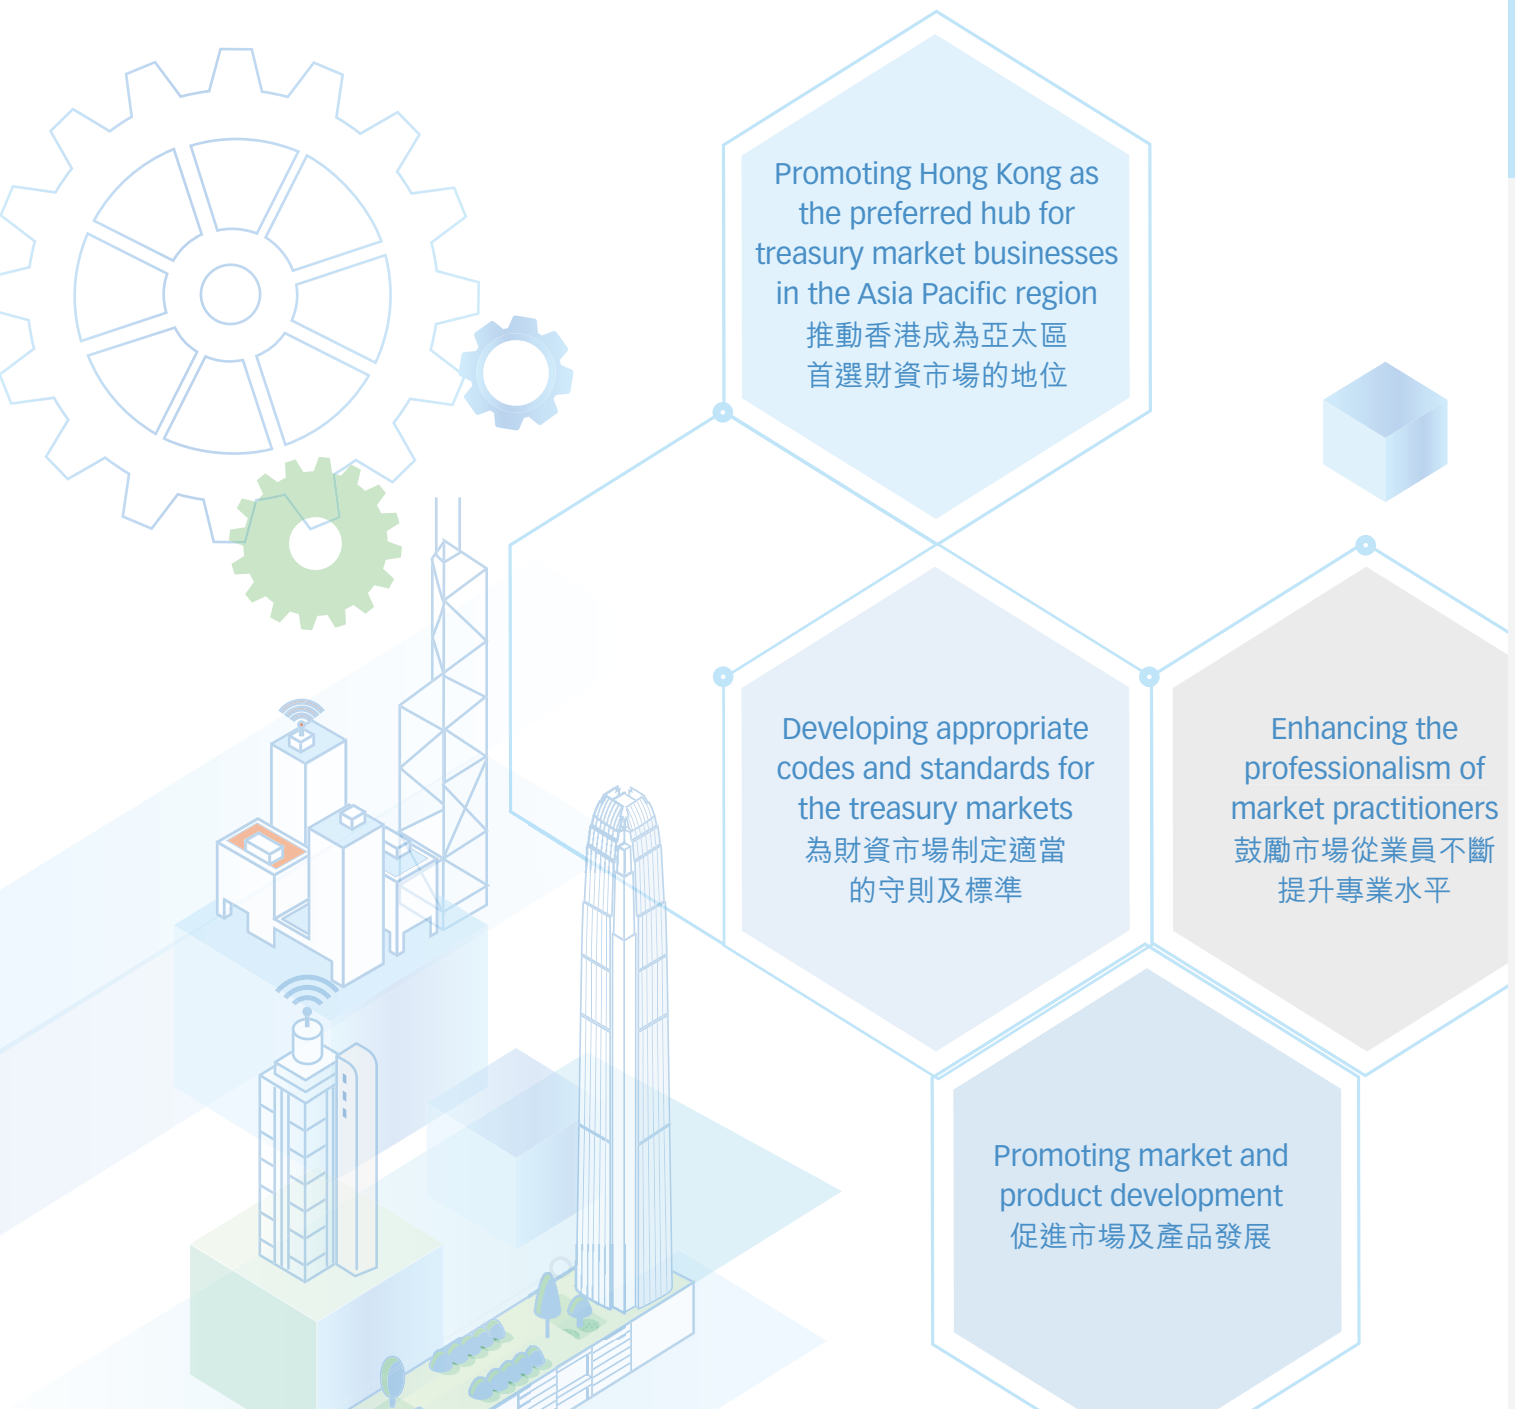 Promoting Hong Kong as
the preferred hub for
treasury market businesses
in the Asia Pacific region
推動香港成為亞太區
首選財資市場的地位
Developing appropriate
codes and standards for
the treasury markets
為財資市場制定適當
的守則及標準
Enhancing the
professionalism of
market practitioners
鼓勵市場從業員不斷
提升專業水平
Promoting market and
product development
促進市場及產品發展